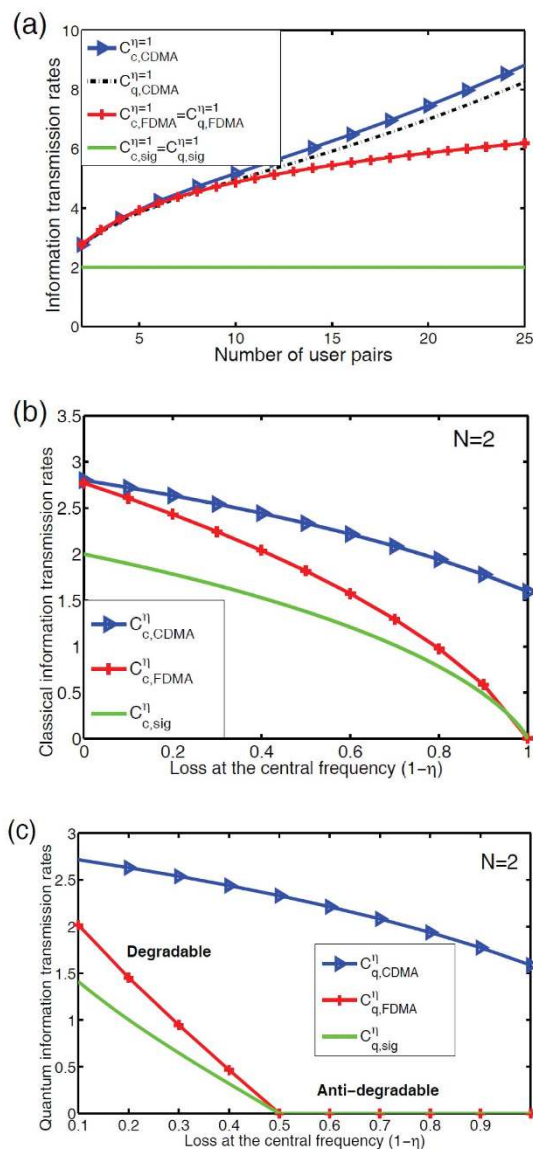 (a)
10
8
6
4
2
0
Information transmission rates
C^{η=1}_{c,CDMA}
C^{η=1}_{q,CDMA}
C^{η=1}_{c,FDMA}=C^{η=1}_{q,FDMA}
C^{η=1}_{c,sig}=C^{η=1}_{q,sig}
5 10 15 20 25
Number of user pairs
(b)
3.5
3
2.5
2
1.5
1
0.5
0
Classical information transmission rates
N=2
C^{η}_{c,CDMA}
C^{η}_{c,FDMA}
C^{η}_{c,sig}
0 0.2 0.4 0.6 0.8 1
Loss at the central frequency (1−η)
(c)
3
2.5
2
1.5
1
0.5
0
Quantum information transmission rates
N=2
Degradable
C^{η}_{q,CDMA}
C^{η}_{q,FDMA}
C^{η}_{q,sig}
Anti−degradable
0.1 0.2 0.3 0.4 0.5 0.6 0.7 0.8 0.9
Loss at the central frequency (1−η)